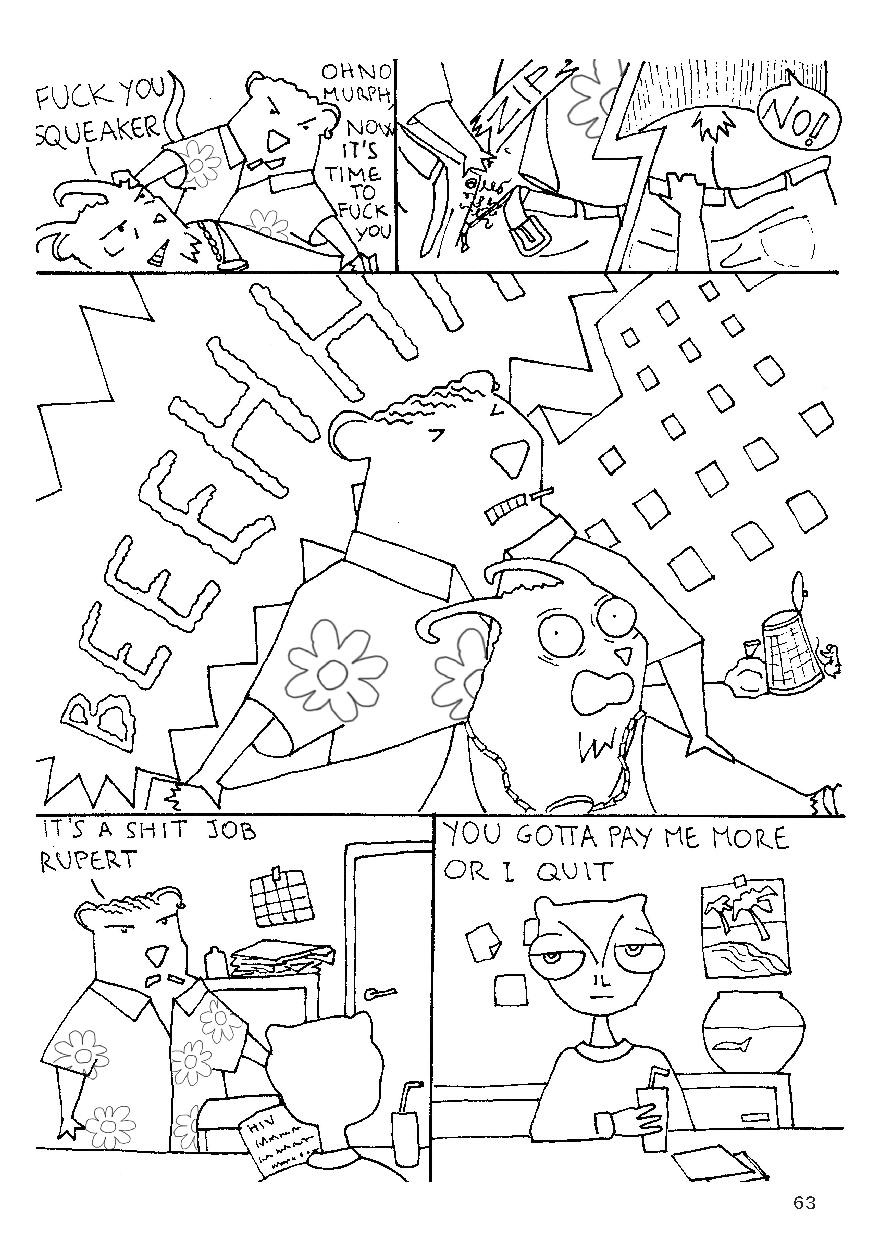 FUCK YOU
SQUEAKER
OH NO
MURPH,
NOW
IT'S
TIME
TO
FUCK
YOU
ZIP
NO!!
BEEEEHHH
IT'S A SHIT JOB
RUPERT
HIV
YOU GOTTA PAY ME MORE
OR I QUIT
63